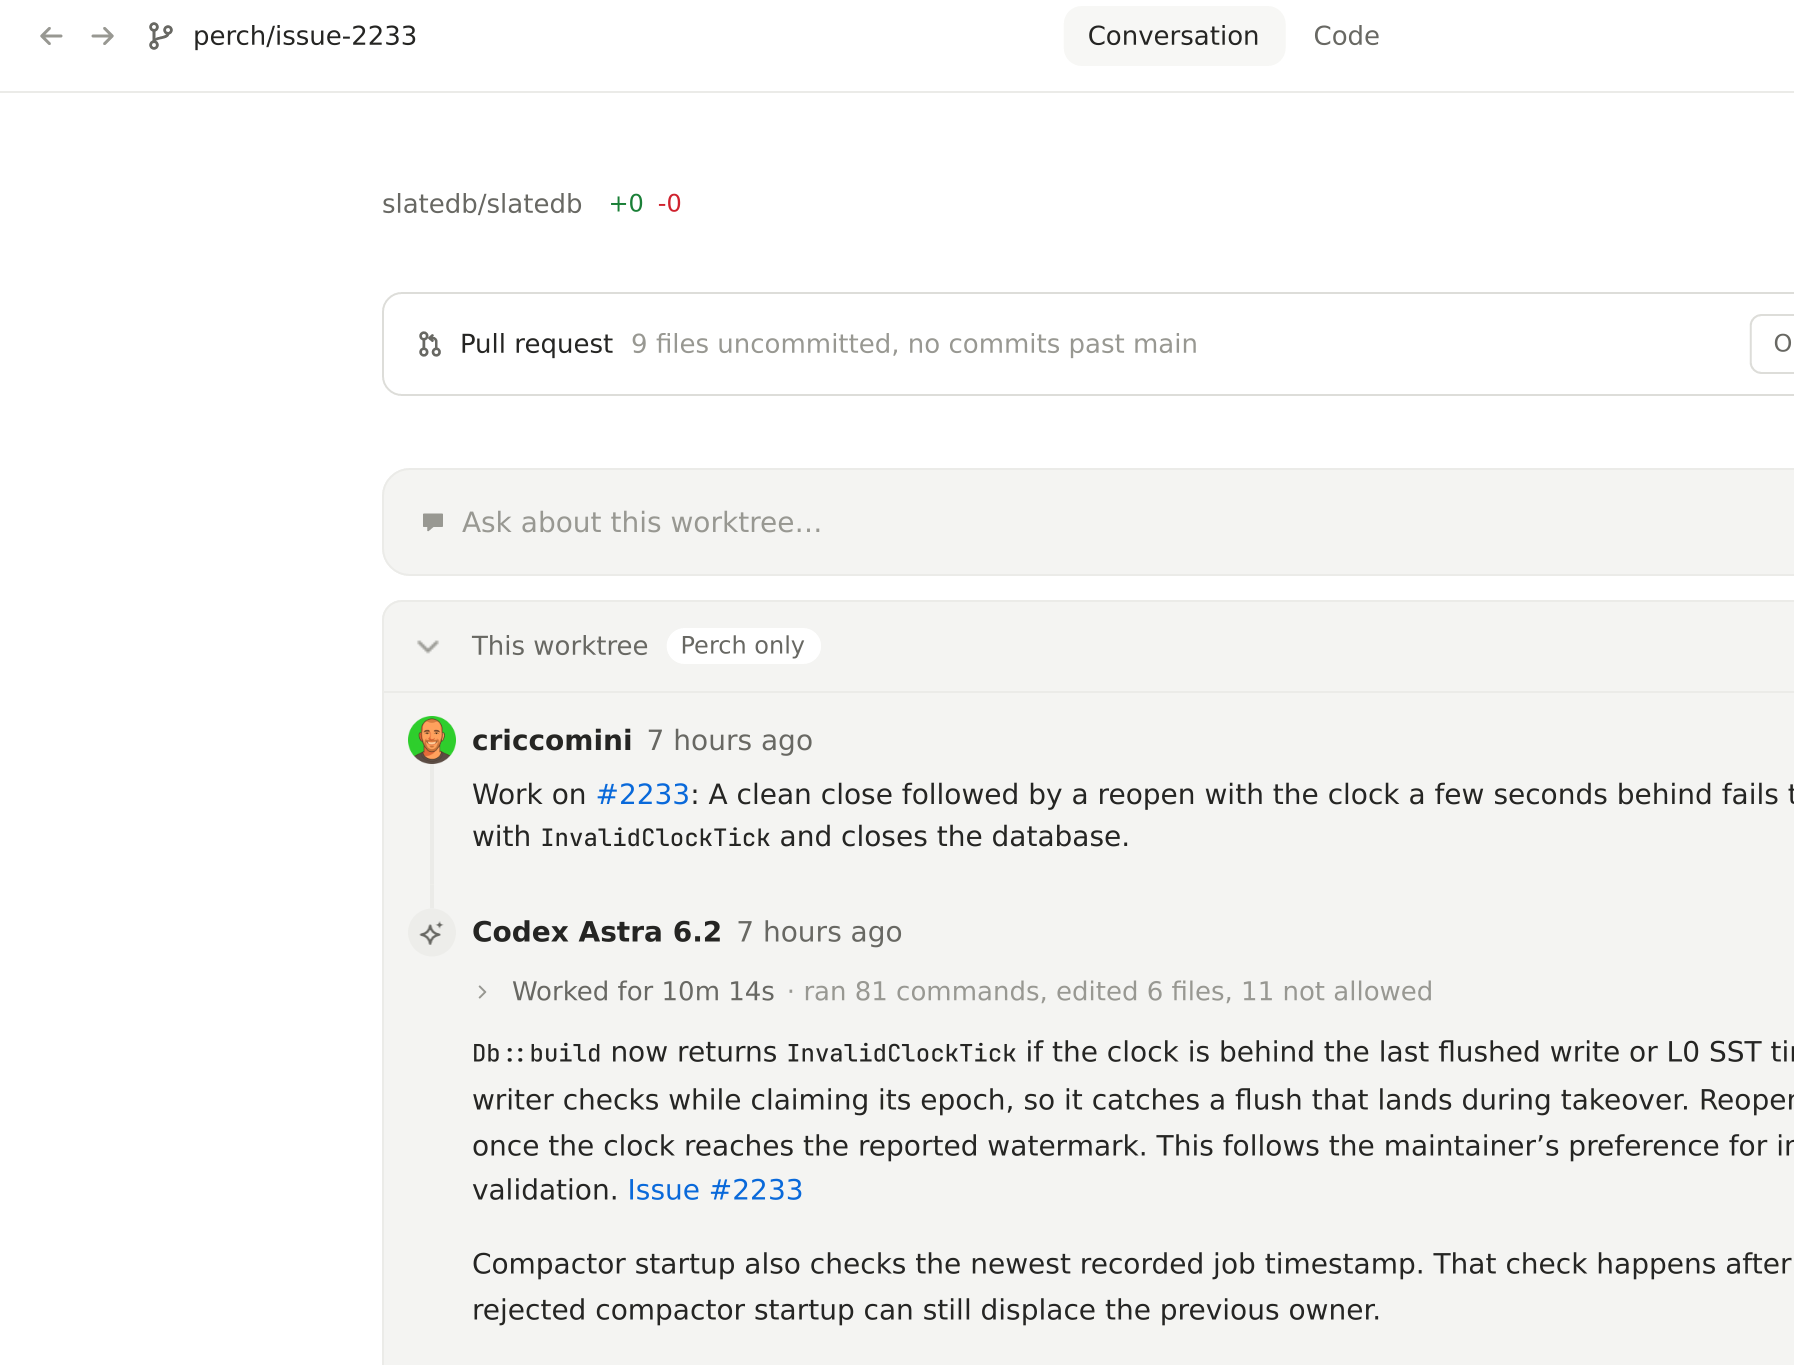 perch/issue-2233
Conversation Code
slatedb/slatedb +0 -0
Pull request 9 files uncommitted, no commits past main
Ask about this worktree…
This worktree Perch only
criccomini 7 hours ago
Work on #2233: A clean close followed by a reopen with the clock a few seconds behind fails
with InvalidClockTick and closes the database.
Codex Astra 6.2 7 hours ago
Worked for 10m 14s · ran 81 commands, edited 6 files, 11 not allowed
Db::build now returns InvalidClockTick if the clock is behind the last flushed write or L0 SST
writer checks while claiming its epoch, so it catches a flush that lands during takeover.
once the clock reaches the reported watermark. This follows the maintainer’s preference for
validation. Issue #2233
Compactor startup also checks the newest recorded job timestamp. That check happens after
rejected compactor startup can still displace the previous owner.